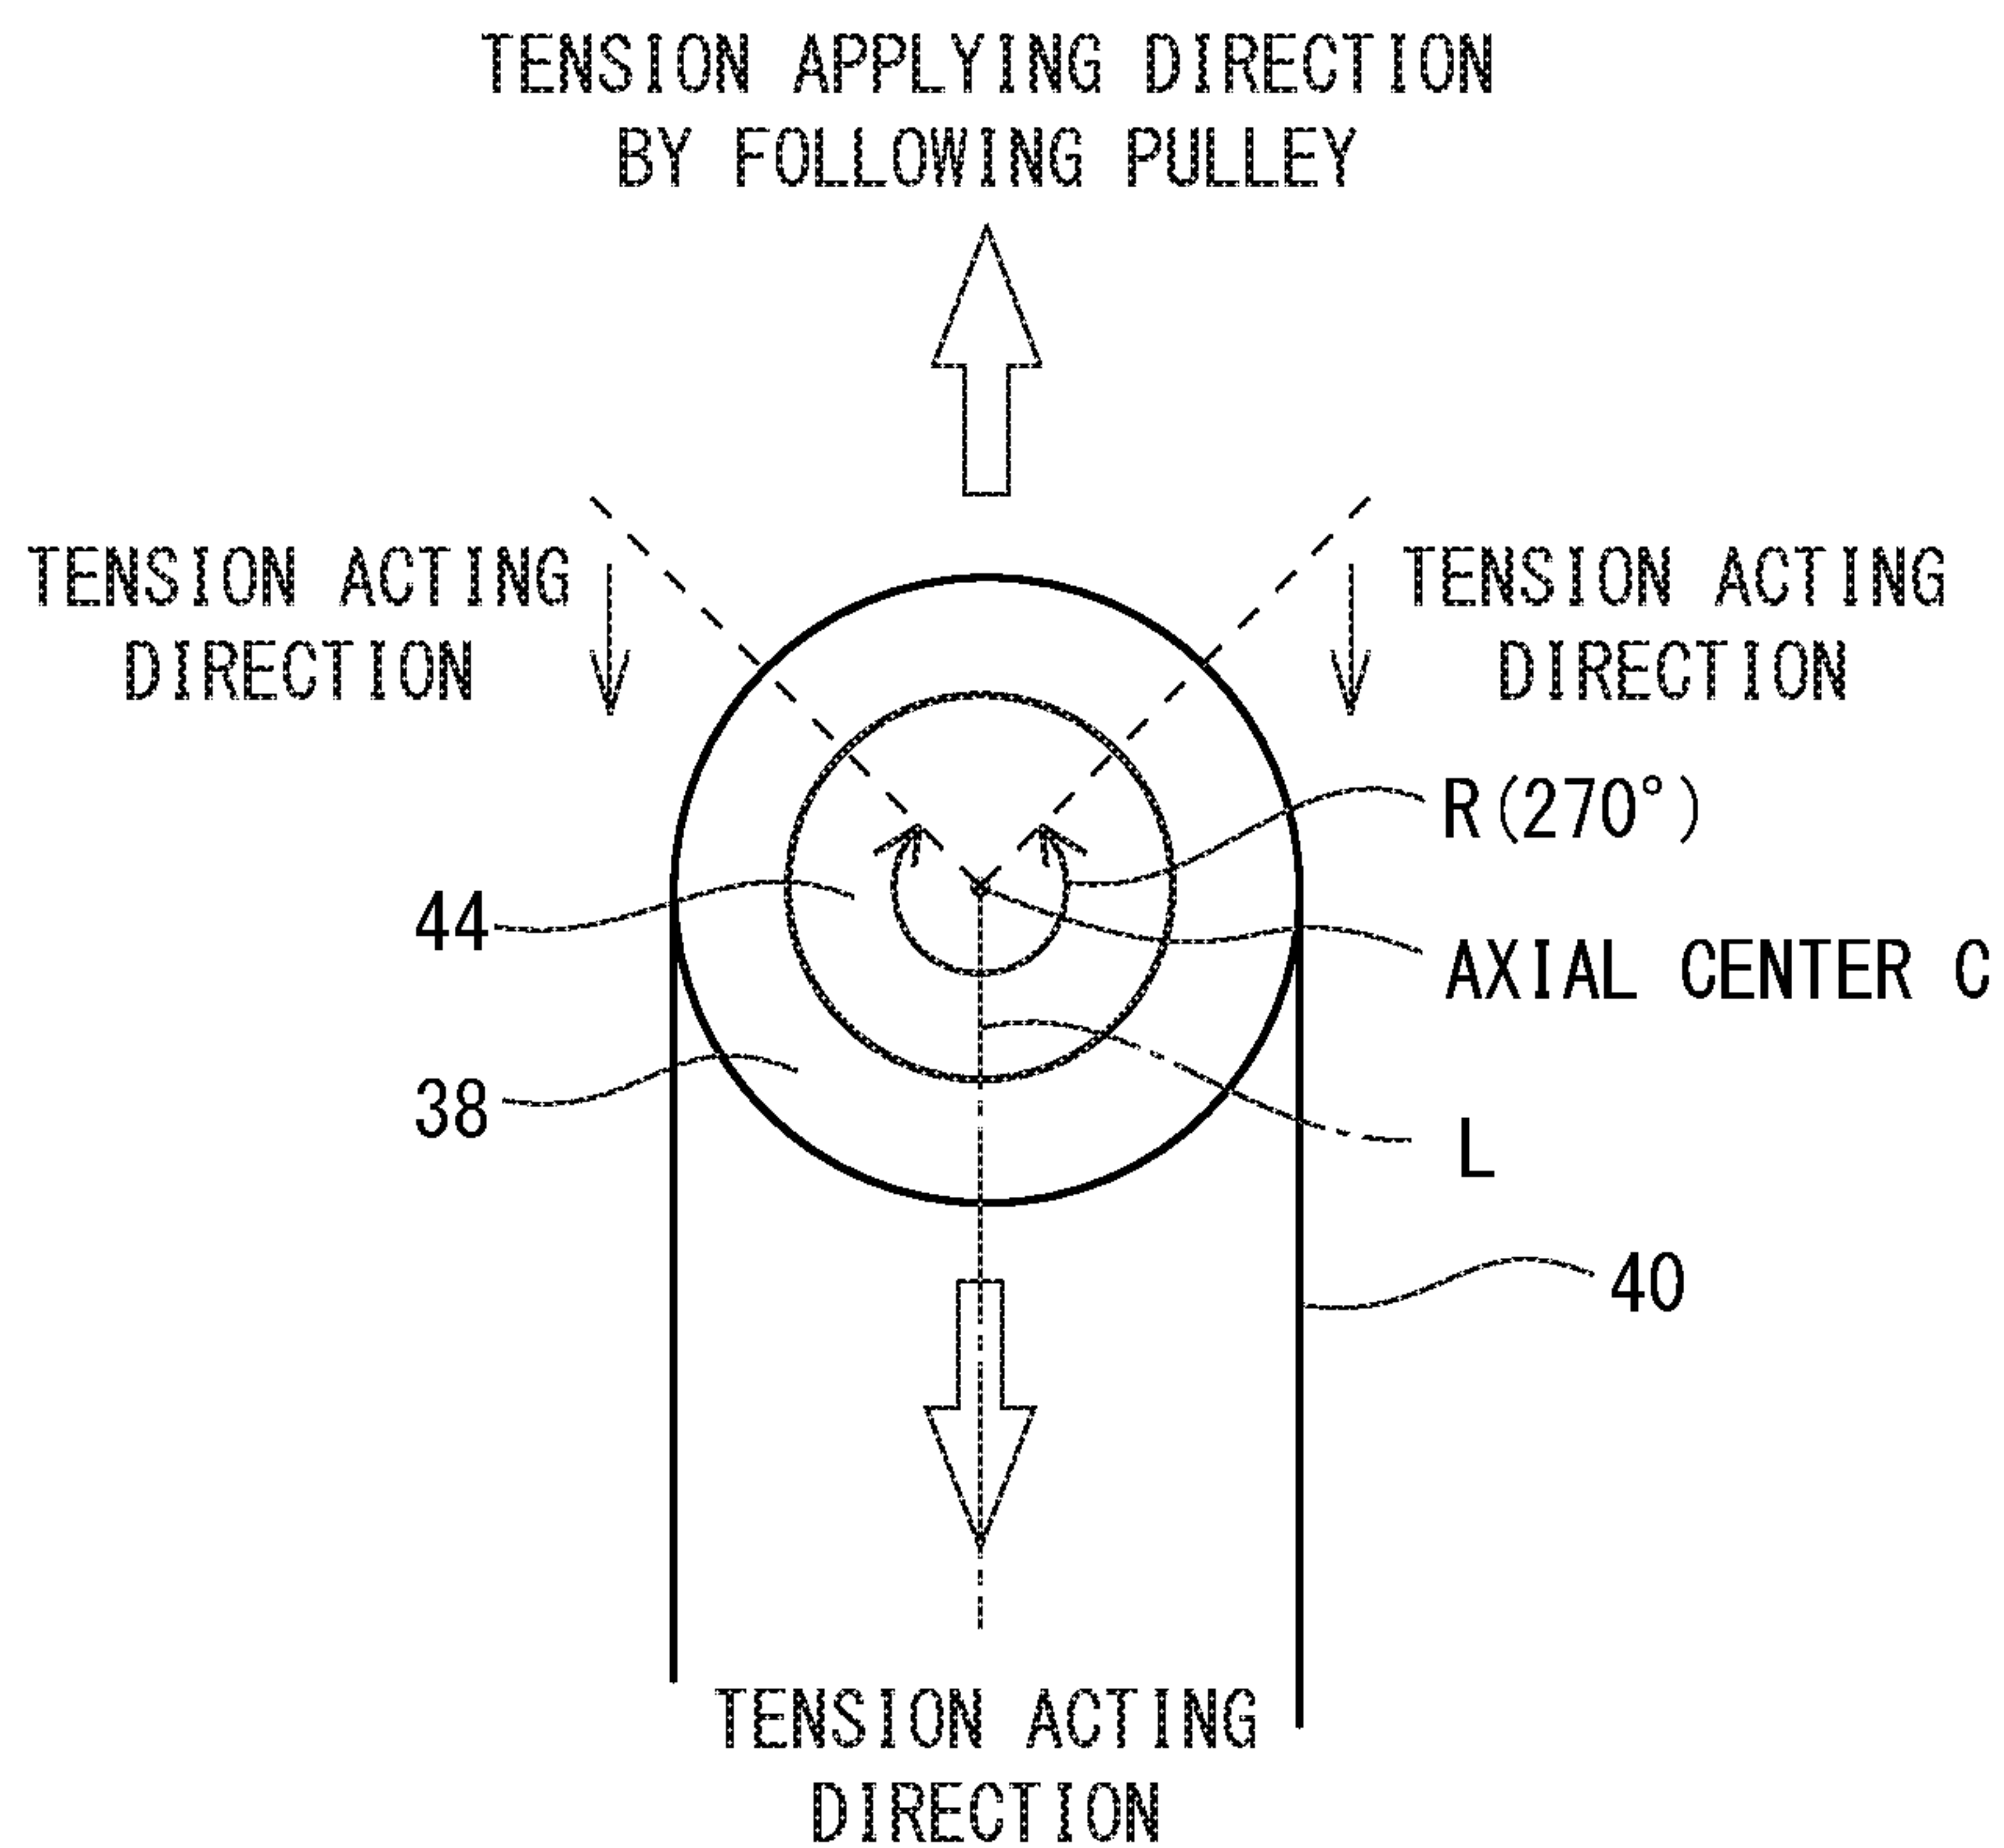 TENSION APPLYING DIRECTION
BY FOLLOWING PULLEY
TENSION ACTING
DIRECTION
TENSION ACTING
DIRECTION
R(270°)
44
AXIAL CENTER C
38
L
40
TENSION ACTING
DIRECTION